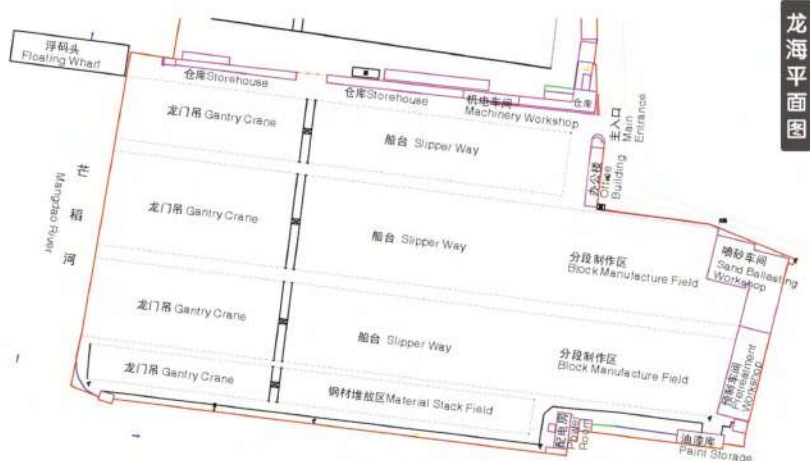 龙海平面图
浮码头
Floating Wharf
仓库Storehouse
仓库Storehouse
机电车间
Machinery Workshop
仓库
主入口
Main
Entrance
龙门吊 Gantry Crane
船台 Slipper Way
办公楼
Office
Building
芒稻河
Mangdao River
龙门吊 Gantry Crane
船台 Slipper Way
分段制作区
Block Manufacture Field
喷砂车间
Sand Ballasting
Workshop
龙门吊 Gantry Crane
船台 Slipper Way
分段制作区
Block Manufacture Field
预制车间
Pretreatment
Workshop
龙门吊 Gantry Crane
钢材堆放区Material Stack Field
配电房
Power
Room
油漆库
Paint Storage